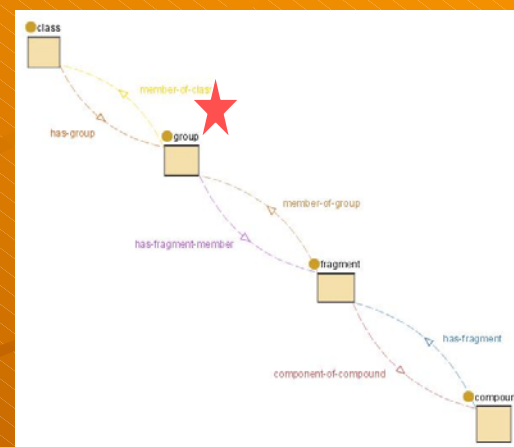 class
member-of-class
has-group
group
member-of-group
has-fragment-member
fragment
has-fragment
component-of-compound
compoun